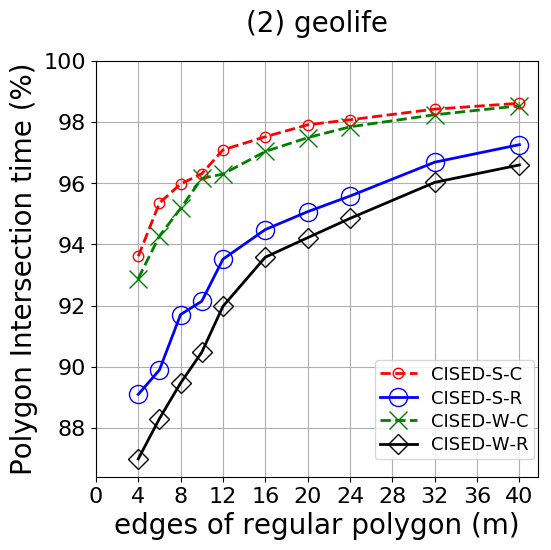 (2) geolife
Polygon Intersection time (%)
100
98
96
94
92
90
88
CISED-S-C
CISED-S-R
CISED-W-C
CISED-W-R
0 4 8 12 16 20 24 28 32 36 40
edges of regular polygon (m)